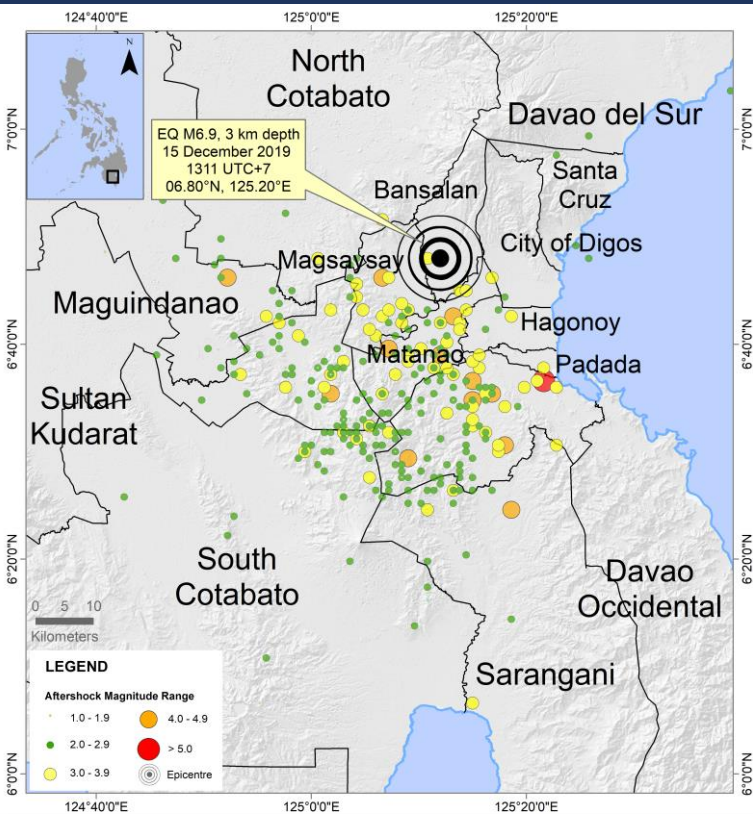 124°40'0"E
125°0'0"E
125°20'0"E
N
North
Cotabato
Davao del Sur
7°0'0"N
7°0'0"N
EQ M6.9, 3 km depth
15 December 2019
1311 UTC+7
06.80°N, 125.20°E
Santa
Cruz
Bansalan
City of Digos
Magsaysay
Maguindanao
Hagonoy
6°40'0"N
6°40'0"N
Matanao
Padada
Sultan
Kudarat
6°20'0"N
6°20'0"N
South
Cotabato
Davao
Occidental
0 5 10
Kilometers
Sarangani
LEGEND
Aftershock Magnitude Range
1.0 - 1.9
4.0 - 4.9
2.0 - 2.9
> 5.0
3.0 - 3.9
Epicentre
6°0'0"N
6°0'0"N
124°40'0"E
125°0'0"E
125°20'0"E